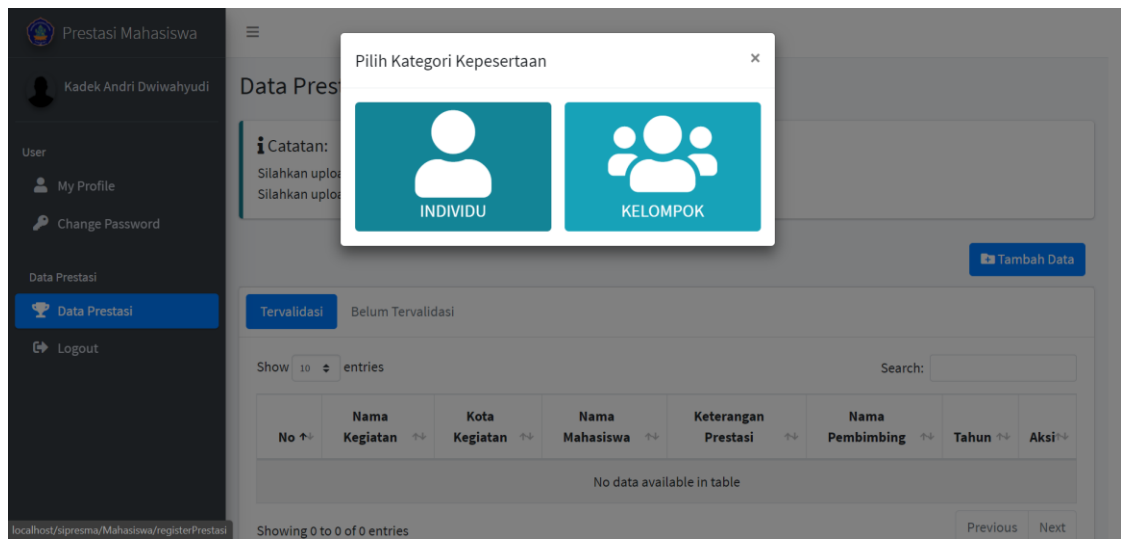 Prestasi Mahasiswa
Kadek Andri Dwiwahyudi
User
My Profile
Change Password
Data Prestasi
Data Prestasi
Logout
localhost/sipresma/Mahasiswa/registerPrestasi
Pilih Kategori Kepesertaan ×
INDIVIDU KELOMPOK
Data Pres
Catatan:
Silahkan uploa
Silahkan uploa
Tambah Data
Tervalidasi Belum Tervalidasi
Show 10 entries Search:
No Nama Kegiatan Kota Kegiatan Nama Mahasiswa Keterangan Prestasi Nama Pembimbing Tahun Aksi
No data available in table
Showing 0 to 0 of 0 entries Previous Next